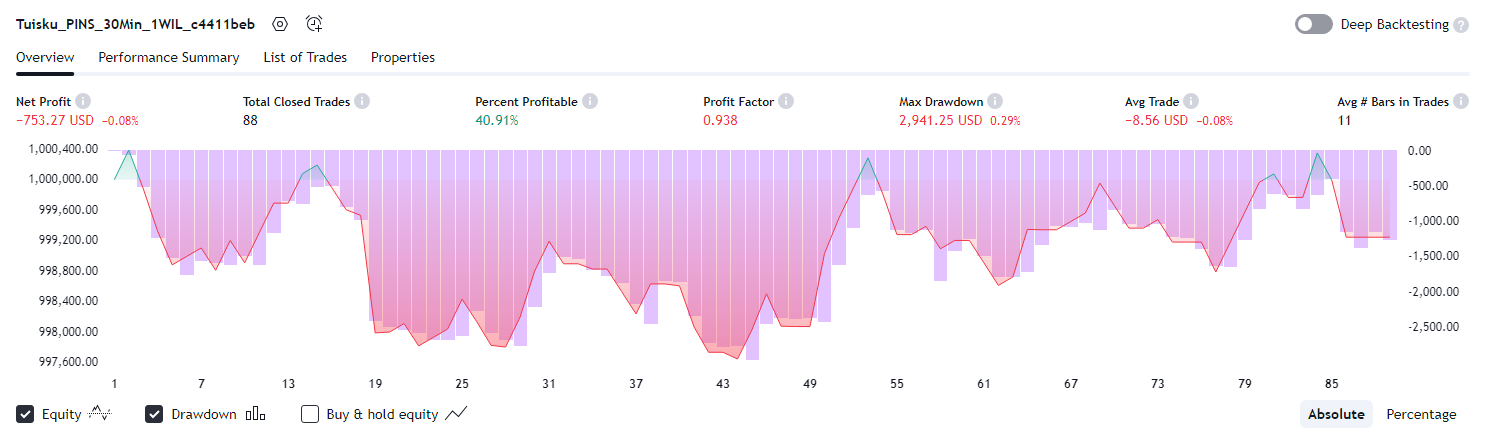 Tuisku_PINS_30Min_1WIL_c4411beb
Deep Backtesting ?
Overview Performance Summary List of Trades Properties
Net Profit i Total Closed Trades i Percent Profitable i Profit Factor i Max Drawdown i Avg Trade i Avg # Bars in Trades i
−753.27 USD −0.08% 88 40.91% 0.938 2,941.25 USD 0.29% −8.56 USD −0.08% 11
1,000,400.00 0.00
1,000,000.00 -500.00
999,600.00 -1,000.00
999,200.00 -1,500.00
998,800.00 -2,000.00
998,400.00 -2,500.00
998,000.00
997,600.00
1 7 13 19 25 31 37 43 49 55 61 67 73 79 85
Equity Drawdown Buy & hold equity Absolute Percentage